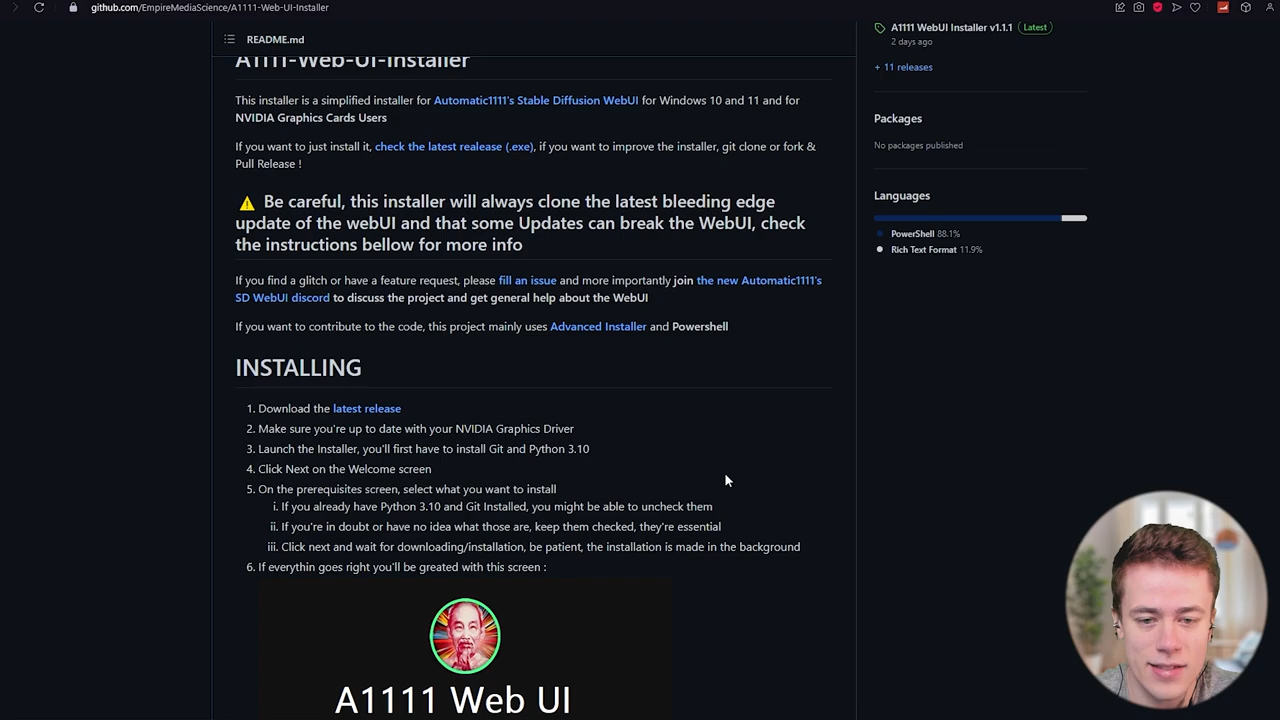 github.com/EmpireMediaScience/A1111-Web-UI-Installer
README.md
A1111-Web-UI-Installer
This installer is a simplified installer for Automatic1111's Stable Diffusion WebUI for Windows 10 and 11 and for
NVIDIA Graphics Cards Users
If you want to just install it, check the latest realease (.exe), if you want to improve the installer, git clone or fork &
Pull Release !
⚠ Be careful, this installer will always clone the latest bleeding edge
update of the webUI and that some Updates can break the WebUI, check
the instructions bellow for more info
If you find a glitch or have a feature request, please fill an issue and more importantly join the new Automatic1111's
SD WebUI discord to discuss the project and get general help about the WebUI
If you want to contribute to the code, this project mainly uses Advanced Installer and Powershell
INSTALLING
1. Download the latest release
2. Make sure you're up to date with your NVIDIA Graphics Driver
3. Launch the Installer, you'll first have to install Git and Python 3.10
4. Click Next on the Welcome screen
5. On the prerequisites screen, select what you want to install
i. If you already have Python 3.10 and Git Installed, you might be able to uncheck them
ii. If you're in doubt or have no idea what those are, keep them checked, they're essential
iii. Click next and wait for downloading/installation, be patient, the installation is made in the background
6. If everythin goes right you'll be greated with this screen :
A1111 Web UI
A1111 WebUI Installer v1.1.1 Latest
2 days ago
+ 11 releases
Packages
No packages published
Languages
PowerShell 88.1%
Rich Text Format 11.9%